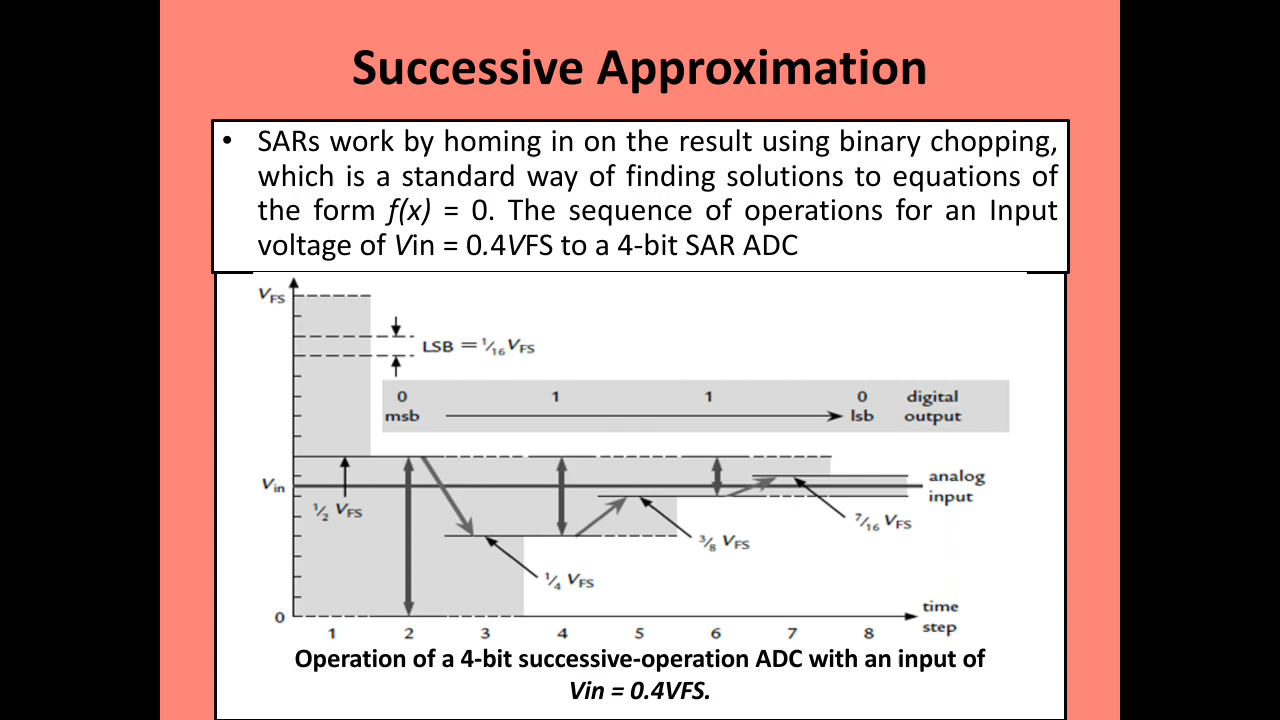 Successive Approximation
• SARs work by homing in on the result using binary chopping,
which is a standard way of finding solutions to equations of
the form f(x) = 0. The sequence of operations for an Input
voltage of Vin = 0.4VFS to a 4-bit SAR ADC
VFS
LSB = 1/16 VFS
0 1 1 0 digital
msb lsb output
Vin
analog
input
1/2 VFS
7/16 VFS
3/8 VFS
1/4 VFS
0
time
step
1 2 3 4 5 6 7 8
Operation of a 4-bit successive-operation ADC with an input of
Vin = 0.4VFS.